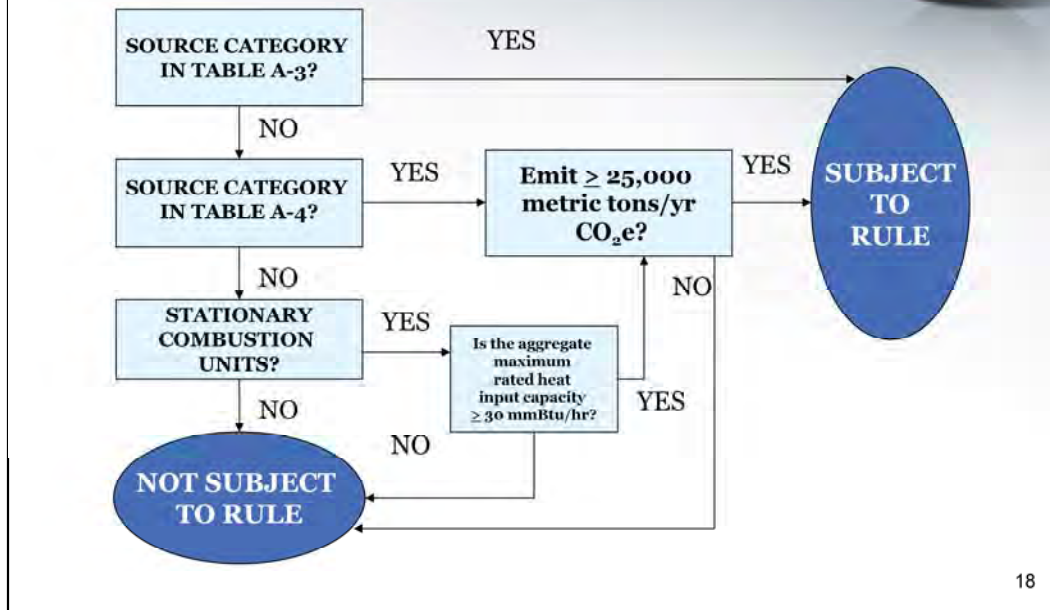 SOURCE CATEGORY
IN TABLE A-3?
YES
NO
SOURCE CATEGORY
IN TABLE A-4?
YES
Emit ≥ 25,000
metric tons/yr
CO₂e?
YES
SUBJECT
TO
RULE
NO
NO
STATIONARY
COMBUSTION
UNITS?
YES
Is the aggregate
maximum
rated heat
input capacity
≥ 30 mmBtu/hr?
YES
NO
NO
NOT SUBJECT
TO RULE
18